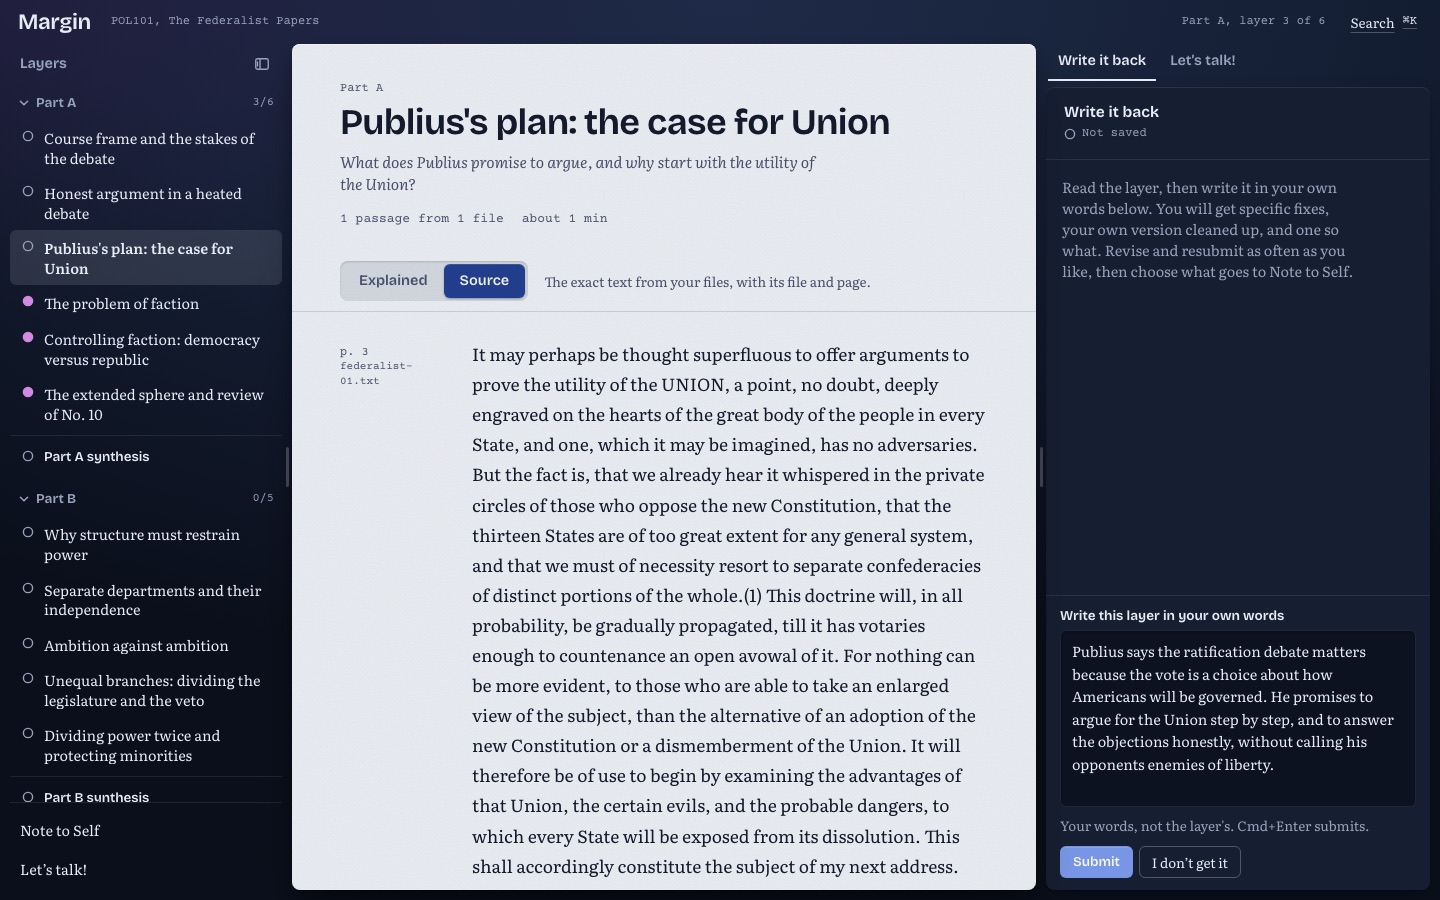 Margin
POL101, The Federalist Papers
Part A, layer 3 of 6
Search ⌘K
Layers
Part A 3/6
Course frame and the stakes of
the debate
Honest argument in a heated
debate
Publius's plan: the case for
Union
The problem of faction
Controlling faction: democracy
versus republic
The extended sphere and review
of No. 10
Part A synthesis
Part B 0/5
Why structure must restrain
power
Separate departments and their
independence
Ambition against ambition
Unequal branches: dividing the
legislature and the veto
Dividing power twice and
protecting minorities
Part B synthesis
Note to Self
Let’s talk!
Part A
Publius's plan: the case for Union
What does Publius promise to argue, and why start with the utility of
the Union?
1 passage from 1 file about 1 min
Explained Source The exact text from your files, with its file and page.
p. 3
federalist-
01.txt
It may perhaps be thought superfluous to offer arguments to
prove the utility of the UNION, a point, no doubt, deeply
engraved on the hearts of the great body of the people in every
State, and one, which it may be imagined, has no adversaries.
But the fact is, that we already hear it whispered in the private
circles of those who oppose the new Constitution, that the
thirteen States are of too great extent for any general system,
and that we must of necessity resort to separate confederacies
of distinct portions of the whole.(1) This doctrine will, in all
probability, be gradually propagated, till it has votaries
enough to countenance an open avowal of it. For nothing can
be more evident, to those who are able to take an enlarged
view of the subject, than the alternative of an adoption of the
new Constitution or a dismemberment of the Union. It will
therefore be of use to begin by examining the advantages of
that Union, the certain evils, and the probable dangers, to
which every State will be exposed from its dissolution. This
shall accordingly constitute the subject of my next address.
Write it back Let's talk!
Write it back
Not saved
Read the layer, then write it in your own
words below. You will get specific fixes,
your own version cleaned up, and one so
what. Revise and resubmit as often as you
like, then choose what goes to Note to Self.
Write this layer in your own words
Publius says the ratification debate matters
because the vote is a choice about how
Americans will be governed. He promises to
argue for the Union step by step, and to answer
the objections honestly, without calling his
opponents enemies of liberty.
Your words, not the layer's. Cmd+Enter submits.
Submit I don’t get it